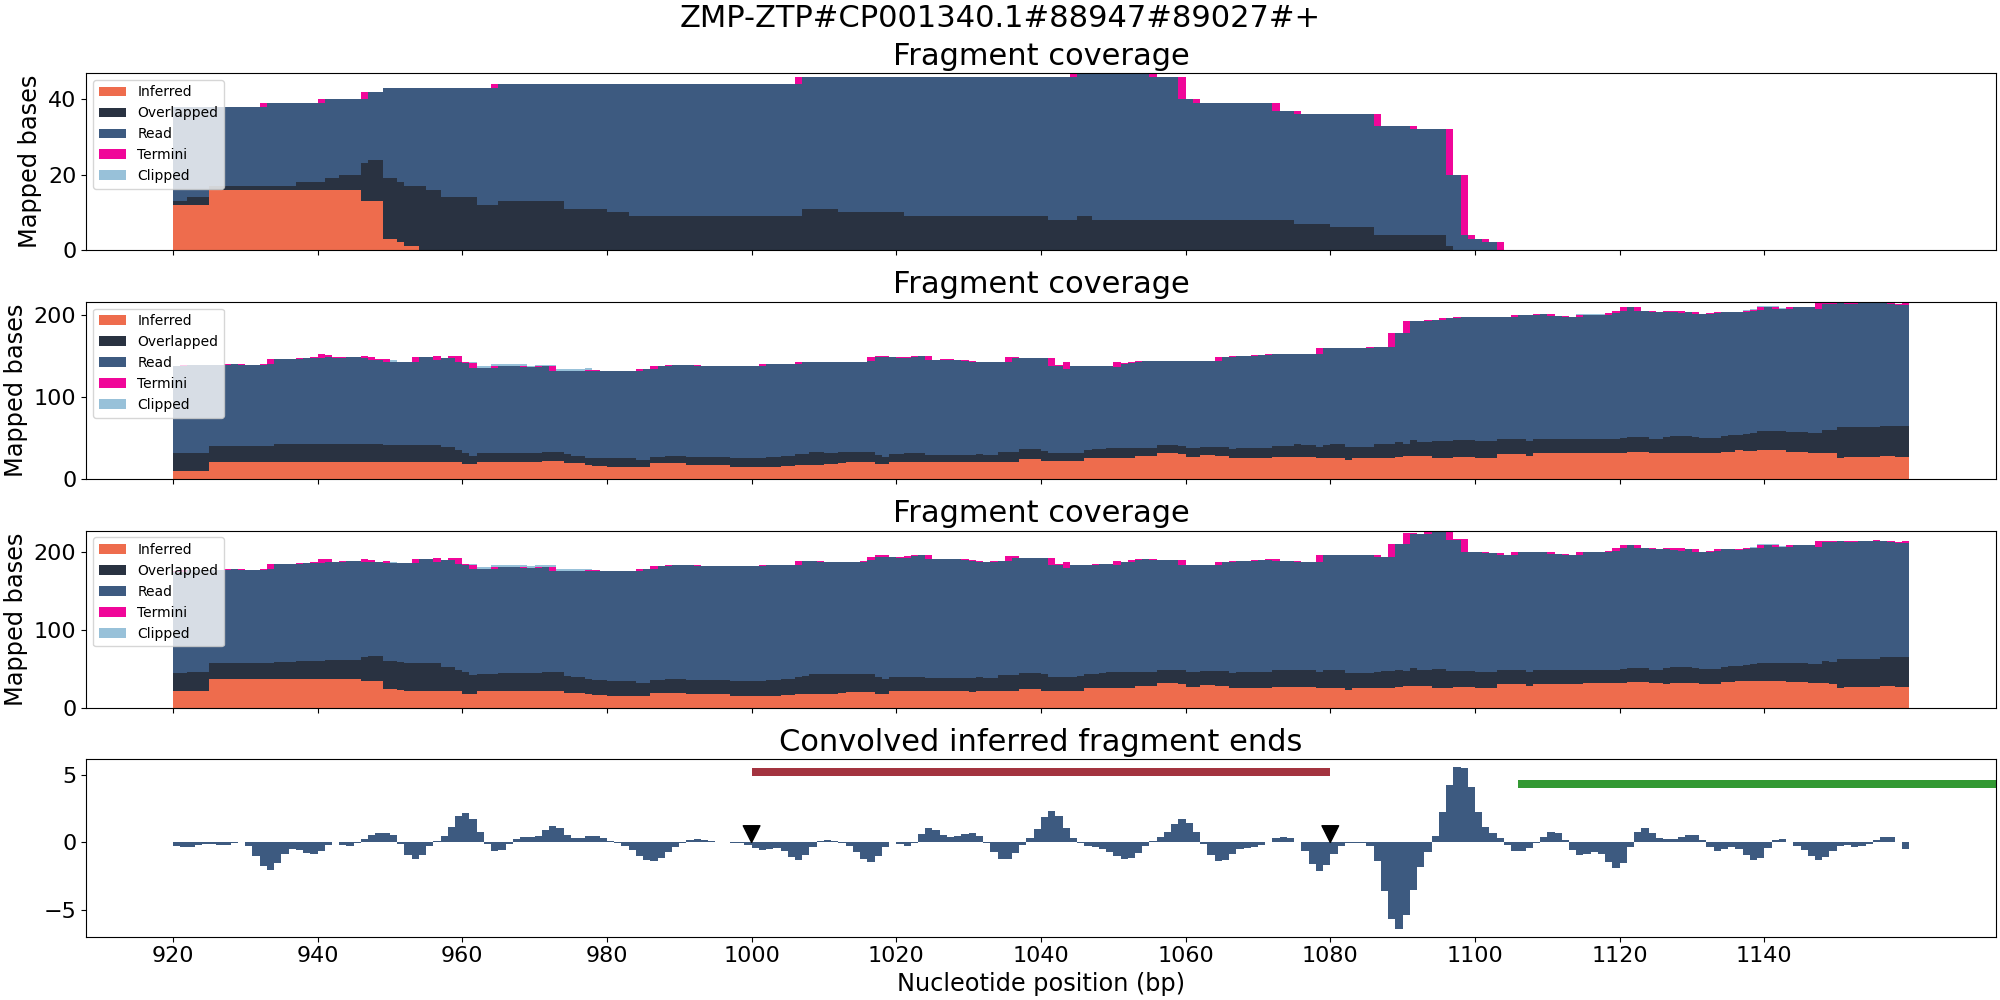 ZMP-ZTP#CP001340.1#88947#89027#+
Fragment coverage
Mapped bases
40
20
0
Inferred
Overlapped
Read
Termini
Clipped
Fragment coverage
Mapped bases
200
100
0
Inferred
Overlapped
Read
Termini
Clipped
Fragment coverage
Mapped bases
200
100
0
Inferred
Overlapped
Read
Termini
Clipped
Convolved inferred fragment ends
5
0
−5
920 940 960 980 1000 1020 1040 1060 1080 1100 1120 1140
Nucleotide position (bp)